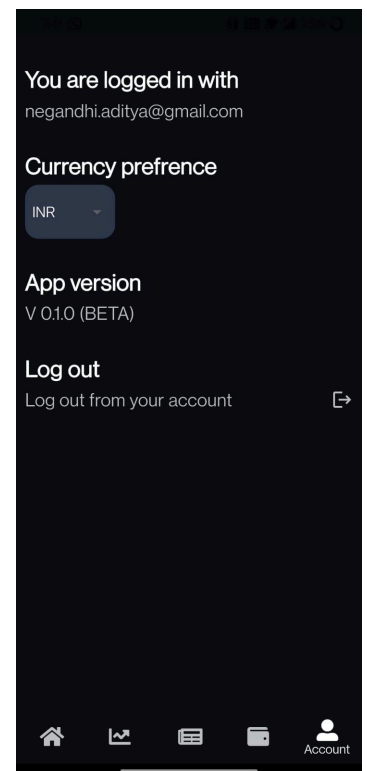 You are logged in with
negandhi.aditya@gmail.com
Currency prefrence
INR
App version
V 0.1.0 (BETA)
Log out
Log out from your account
Account